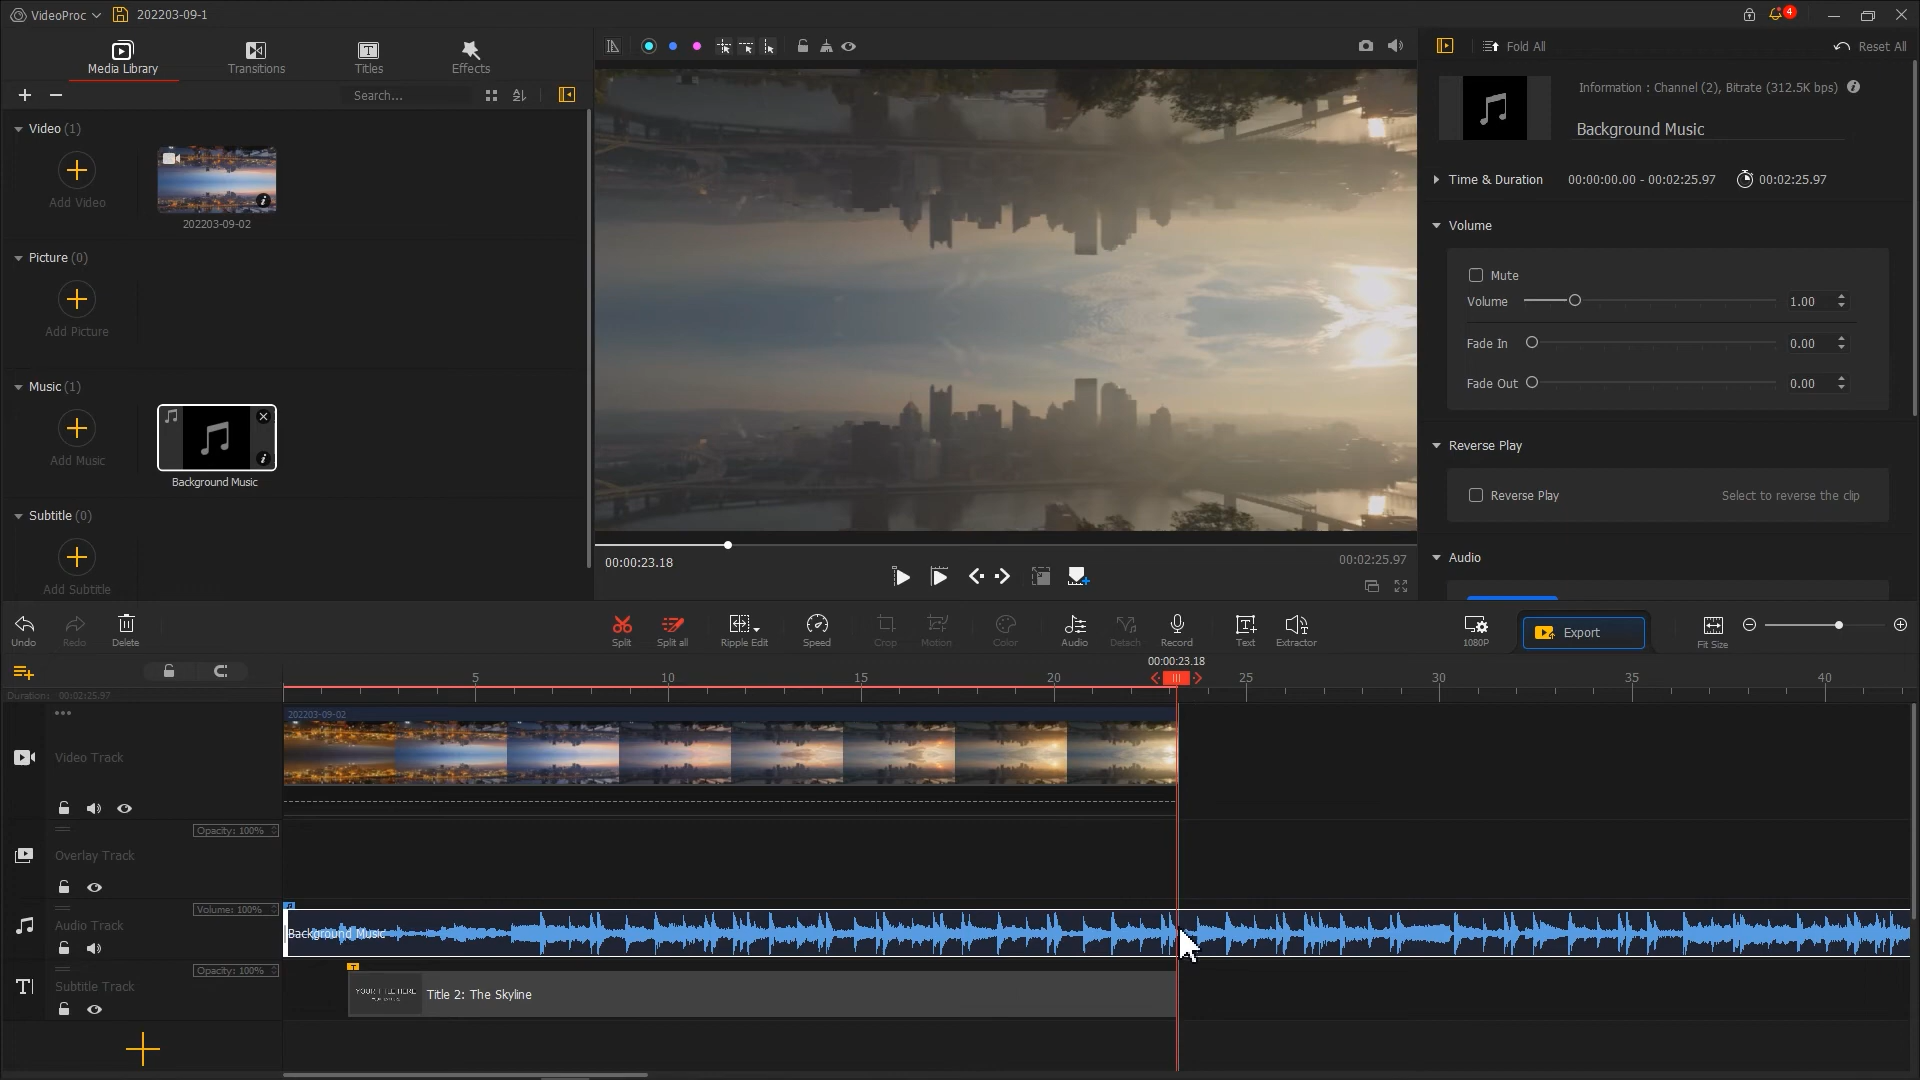 VideoProc
202203-09-1
4
Media Library
Transitions
Titles
Effects
Fold All
Reset All
Search...
Information : Channel (2), Bitrate (312.5K bps)
Background Music
Video (1)
Add Video
202203-09-02
Time & Duration 00:00:00.00 - 00:02:25.97 00:02:25.97
Volume
Picture (0)
Add Picture
Mute
Volume 1.00
Fade In 0.00
Fade Out 0.00
Music (1)
Add Music
Background Music
Reverse Play
Reverse Play Select to reverse the clip
Subtitle (0)
Add Subtitle
Audio
00:00:23.18
00:02:25.97
Undo
Redo
Delete
Split
Split all
Ripple Edit
Speed
Crop
Motion
Color
Audio
Detach
Record
Text
Extractor
1080P
Export
Fit Size
00:00:23.18
5 10 15 20 25 30 35 40
Duration: 00:02:25.97
202203-09-02
Video Track
Opacity: 100%
Overlay Track
Volume: 100%
Audio Track
Background Music
Opacity: 100%
Subtitle Track
YOUR TITLE HERE
Title 2: The Skyline